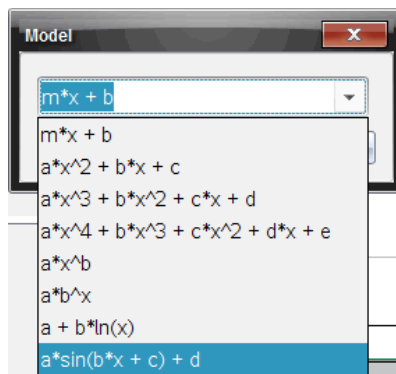 Model
m*x + b
m*x + b
a*x^2 + b*x + c
a*x^3 + b*x^2 + c*x + d
a*x^4 + b*x^3 + c*x^2 + d*x + e
a*x^b
a*b^x
a + b*ln(x)
a*sin(b*x + c) + d